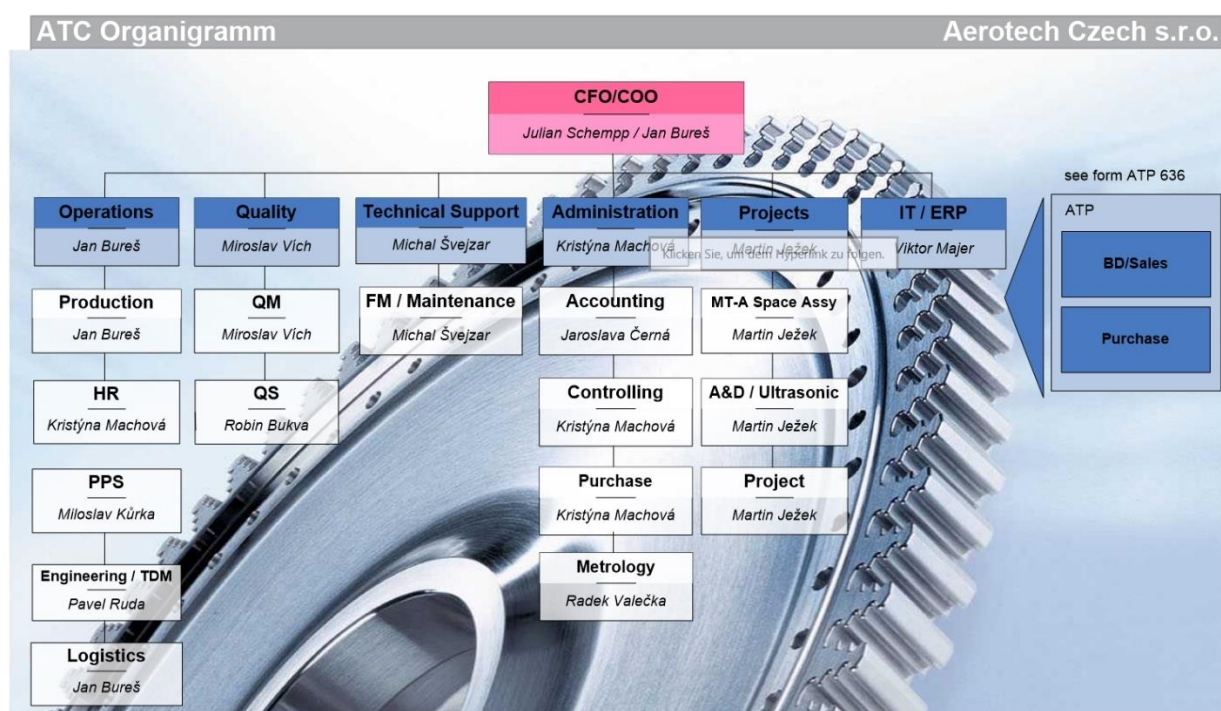 ATC Organigramm
Aerotech Czech s.r.o.
CFO/COO
Julian Schempp / Jan Bureš
see form ATP 636
Operations
Jan Bureš
Quality
Miroslav Vích
Technical Support
Michal Švejzar
Administration
Kristýna Machová
Projects
Martin Ježek
IT / ERP
Viktor Majer
Klicken Sie, um dem Hyperlink zu folgen.
ATP
BD/Sales
Purchase
Production
Jan Bureš
QM
Miroslav Vích
FM / Maintenance
Michal Švejzar
Accounting
Jaroslava Černá
MT-A Space Assy
Martin Ježek
HR
Kristýna Machová
QS
Robin Bukva
Controlling
Kristýna Machová
A&D / Ultrasonic
Martin Ježek
PPS
Miloslav Kůrka
Purchase
Kristýna Machová
Project
Martin Ježek
Engineering / TDM
Pavel Ruda
Metrology
Radek Valečka
Logistics
Jan Bureš